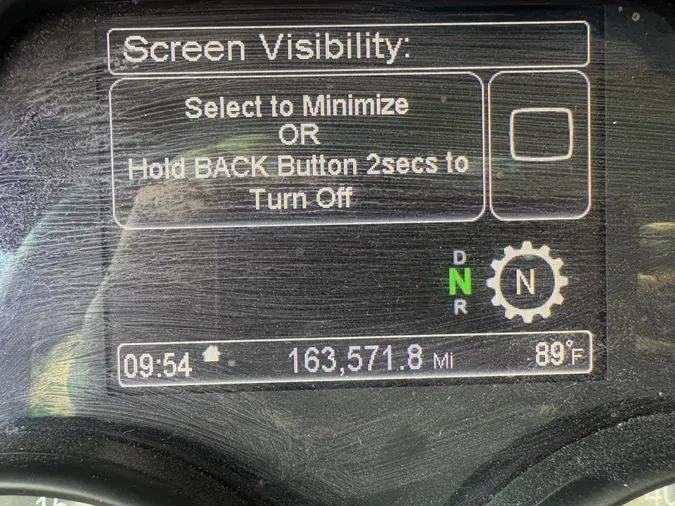 Screen Visibility:
Select to Minimize
OR
Hold BACK Button 2secs to
Turn Off
D
N
R
N
09:54
163,571.8 Mi
89°F